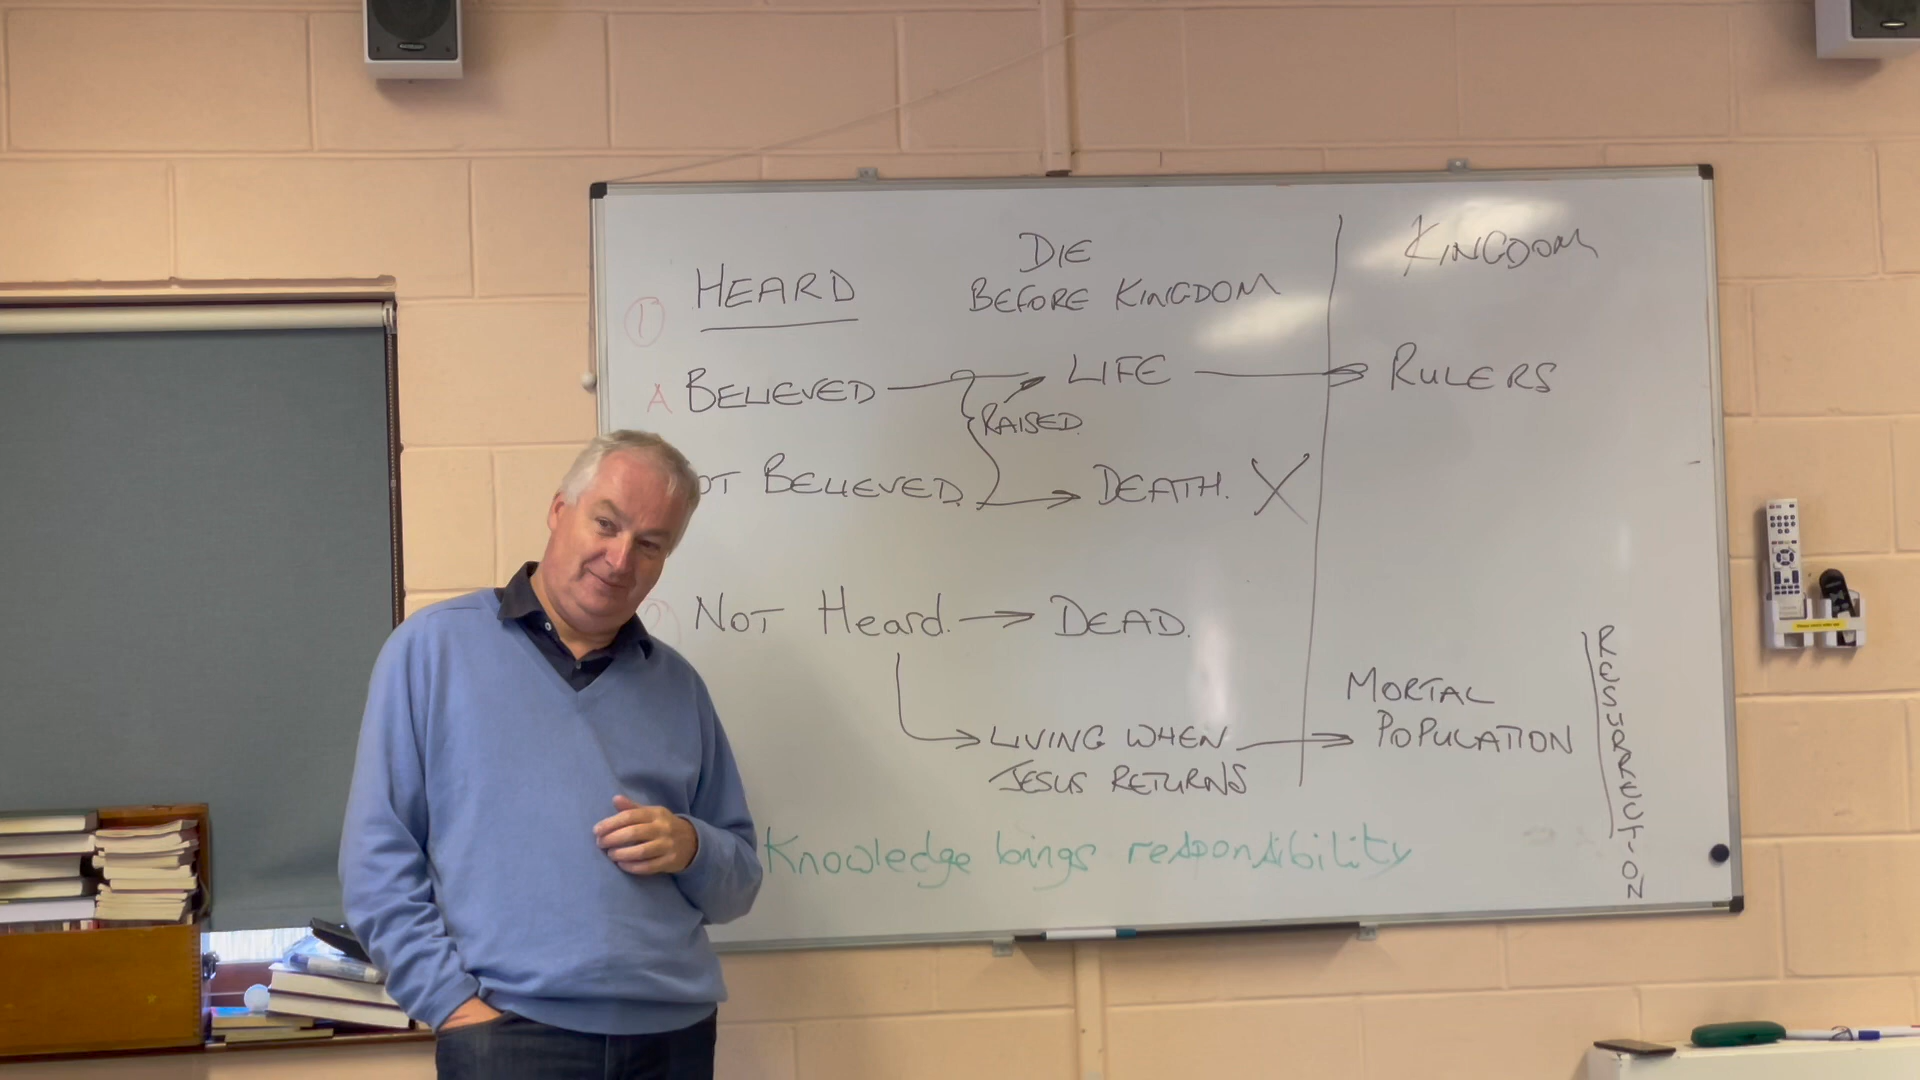 DIE
KINGDOM
① HEARD
BEFORE KINGDOM
A BELIEVED
LIFE
RULERS
RAISED
OT BELIEVED.
DEATH. X
NOT Heard.
DEAD.
MORTAL
POPULATION
LIVING WHEN
JESUS RETURNS
RESURRECTION
Knowledge brings responsibility